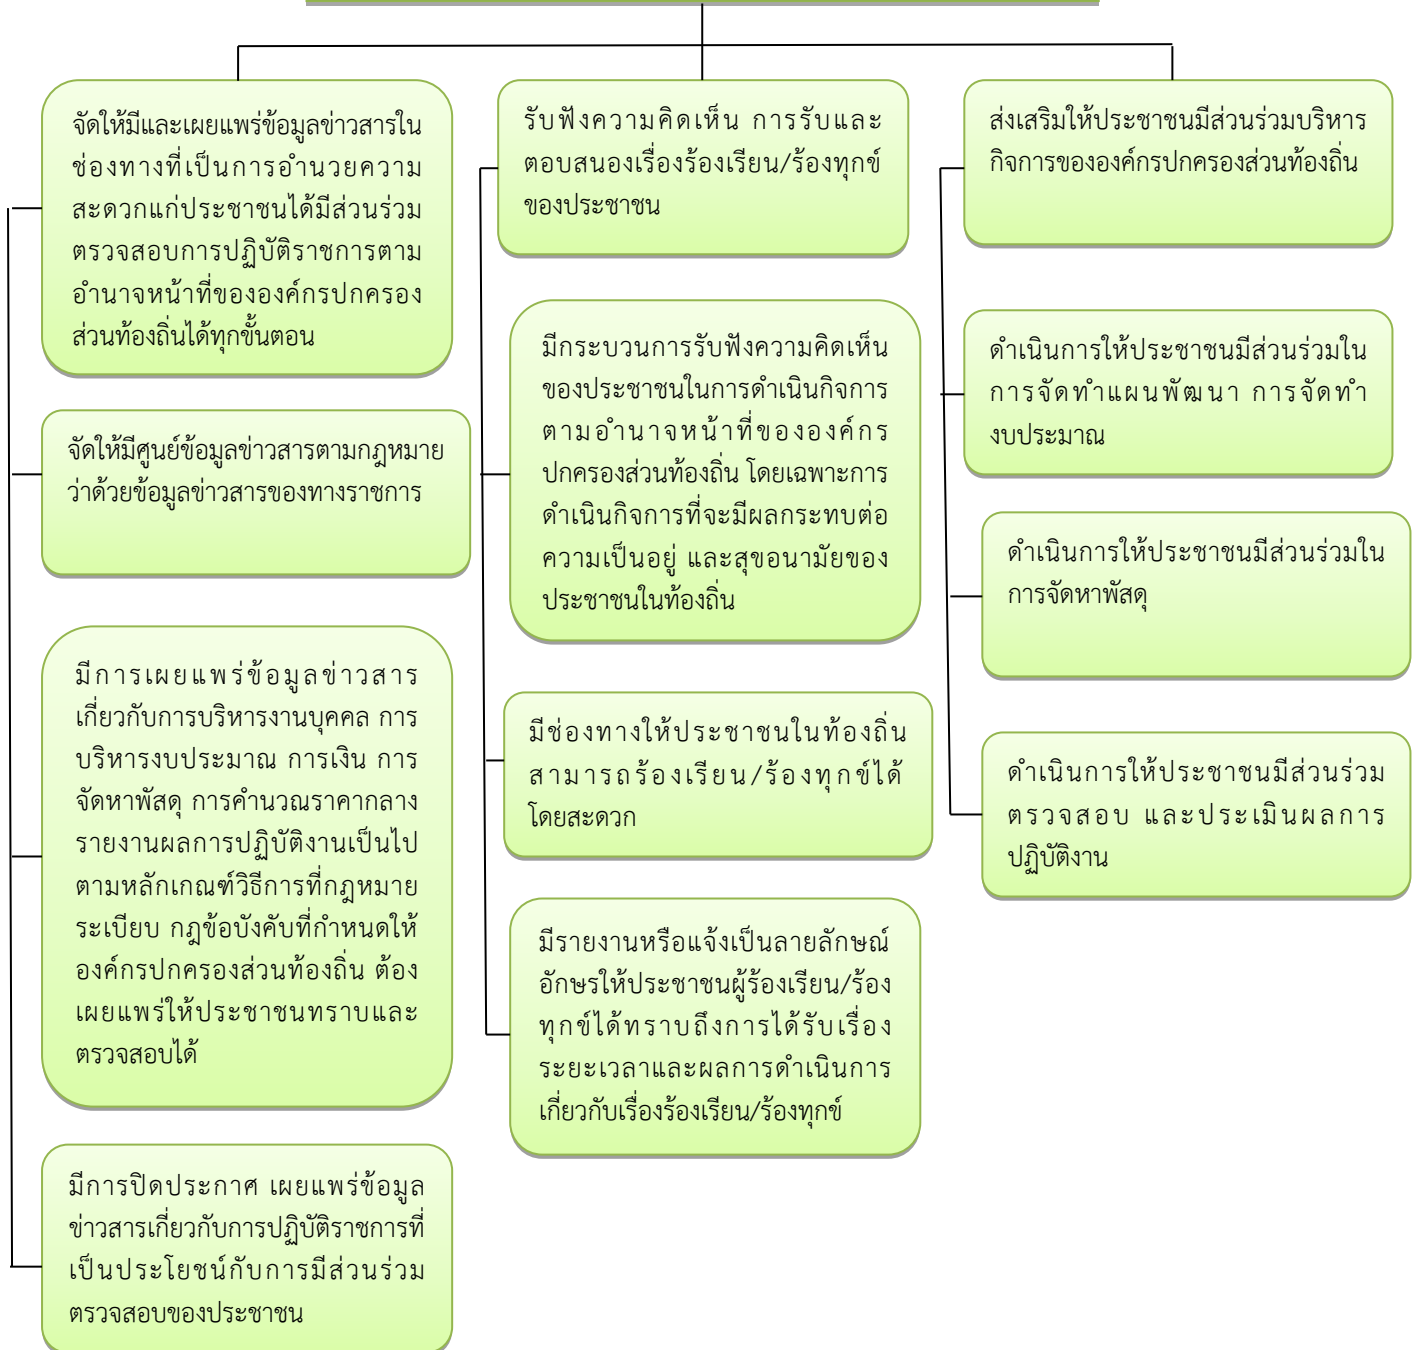 จัดให้มีและเผยแพร่ข้อมูลข่าวสารใน
ช่องทางที่เป็นการอำนวยความ
สะดวกแก่ประชาชนได้มีส่วนร่วม
ตรวจสอบการปฏิบัติราชการตาม
อำนาจหน้าที่ขององค์กรปกครอง
ส่วนท้องถิ่นได้ทุกขั้นตอน
จัดให้มีศูนย์ข้อมูลข่าวสารตามกฎหมาย
ว่าด้วยข้อมูลข่าวสารของทางราชการ
มีการเผยแพร่ข้อมูลข่าวสาร
เกี่ยวกับการบริหารงานบุคคล การ
บริหารงบประมาณ การเงิน การ
จัดหาพัสดุ การคำนวณราคากลาง
รายงานผลการปฏิบัติงานเป็นไป
ตามหลักเกณฑ์วิธีการที่กฎหมาย
ระเบียบ กฎข้อบังคับที่กำหนดให้
องค์กรปกครองส่วนท้องถิ่น ต้อง
เผยแพร่ให้ประชาชนทราบและ
ตรวจสอบได้
มีการปิดประกาศ เผยแพร่ข้อมูล
ข่าวสารเกี่ยวกับการปฏิบัติราชการที่
เป็นประโยชน์กับการมีส่วนร่วม
ตรวจสอบของประชาชน
รับฟังความคิดเห็น การรับและ
ตอบสนองเรื่องร้องเรียน/ร้องทุกข์
ของประชาชน
มีกระบวนการรับฟังความคิดเห็น
ของประชาชนในการดำเนินกิจการ
ตามอำนาจหน้าที่ขององค์กร
ปกครองส่วนท้องถิ่น โดยเฉพาะการ
ดำเนินกิจการที่จะมีผลกระทบต่อ
ความเป็นอยู่ และสุขอนามัยของ
ประชาชนในท้องถิ่น
มีช่องทางให้ประชาชนในท้องถิ่น
สามารถร้องเรียน/ร้องทุกข์ได้
โดยสะดวก
มีรายงานหรือแจ้งเป็นลายลักษณ์
อักษรให้ประชาชนผู้ร้องเรียน/ร้อง
ทุกข์ได้ทราบถึงการได้รับเรื่อง
ระยะเวลาและผลการดำเนินการ
เกี่ยวกับเรื่องร้องเรียน/ร้องทุกข์
ส่งเสริมให้ประชาชนมีส่วนร่วมบริหาร
กิจการขององค์กรปกครองส่วนท้องถิ่น
ดำเนินการให้ประชาชนมีส่วนร่วมใน
การจัดทำแผนพัฒนา การจัดทำ
งบประมาณ
ดำเนินการให้ประชาชนมีส่วนร่วมใน
การจัดหาพัสดุ
ดำเนินการให้ประชาชนมีส่วนร่วม
ตรวจสอบ และประเมินผลการ
ปฏิบัติงาน